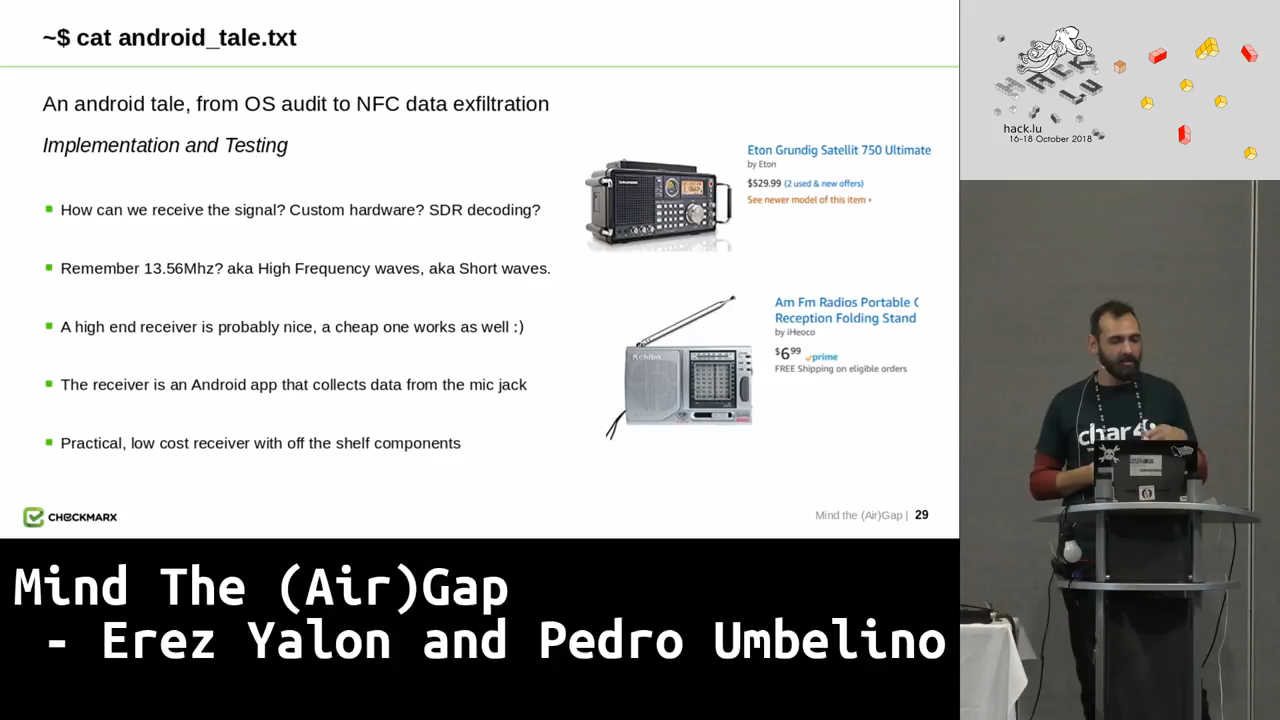 ~$ cat android_tale.txt
An android tale, from OS audit to NFC data exfiltration
Implementation and Testing
How can we receive the signal? Custom hardware? SDR decoding?
Remember 13.56Mhz? aka High Frequency waves, aka Short waves.
A high end receiver is probably nice, a cheap one works as well :)
The receiver is an Android app that collects data from the mic jack
Practical, low cost receiver with off the shelf components
Eton Grundig Satellit 750 Ultimate
by Eton
$529.99 (2 used & new offers)
See newer model of this item ›
Am Fm Radios Portable
Reception Folding Stand
by iHeoco
$6.99 prime
FREE Shipping on eligible orders
Kchibo
CHECKMARX
Mind the (Air)Gap | 29
HACK
LU
hack.lu
16-18 October 2018
char4
Mind The (Air)Gap
- Erez Yalon and Pedro Umbelino